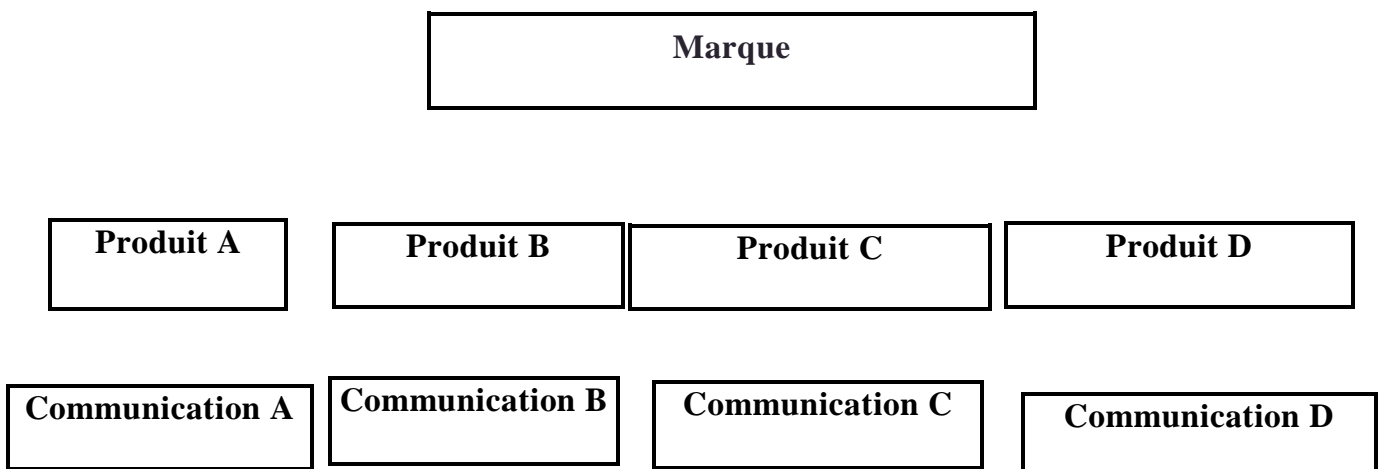 Marque
Produit A
Produit B
Produit C
Produit D
Communication A
Communication B
Communication C
Communication D